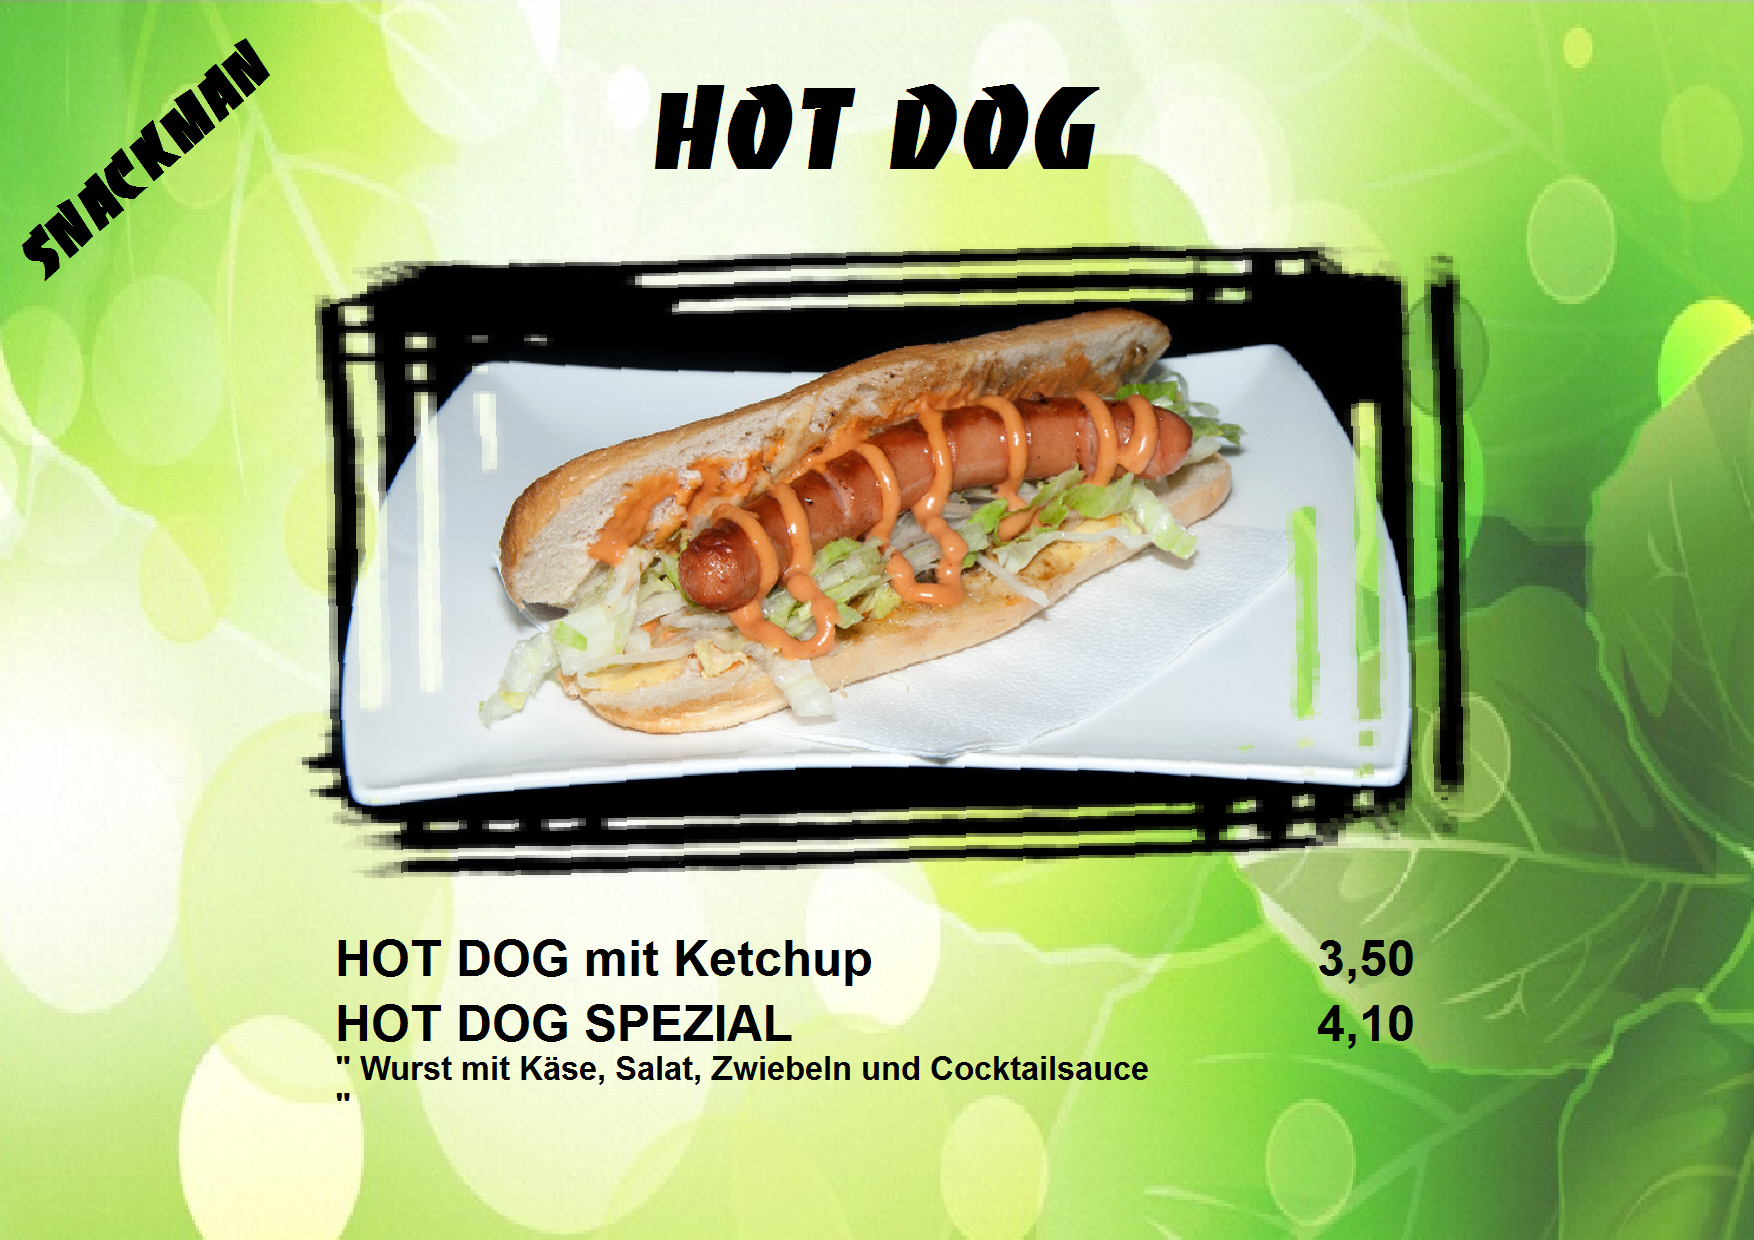 SNACKMAN
HOT DOG
HOT DOG mit Ketchup 3,50
HOT DOG SPEZIAL 4,10
" Wurst mit Käse, Salat, Zwiebeln und Cocktailsauce
"